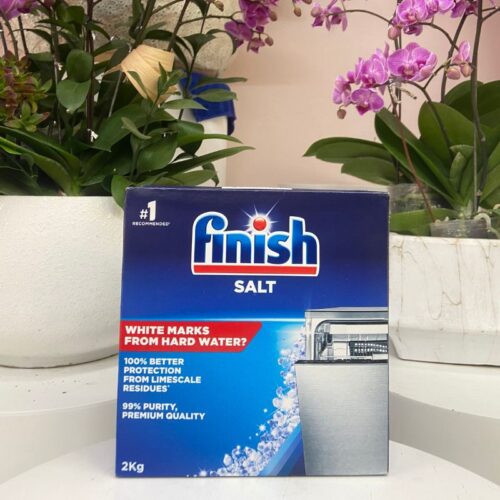 #1
RECOMMENDED*
finish
SALT
WHITE MARKS
FROM HARD WATER?
100% BETTER
PROTECTION
FROM LIMESCALE
RESIDUES*
99% PURITY,
PREMIUM QUALITY
2Kg